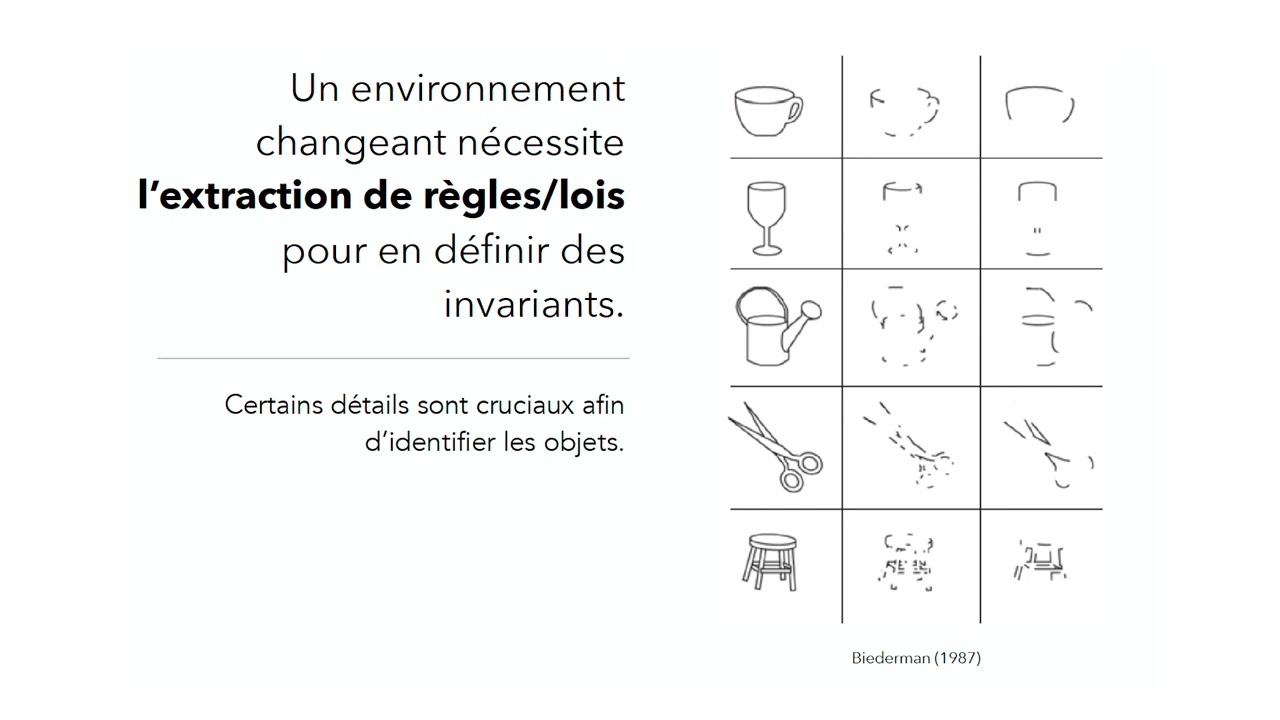 Un environnement
changeant nécessite
l’extraction de règles/lois
pour en définir des
invariants.
Certains détails sont cruciaux afin
d’identifier les objets.
Biederman (1987)